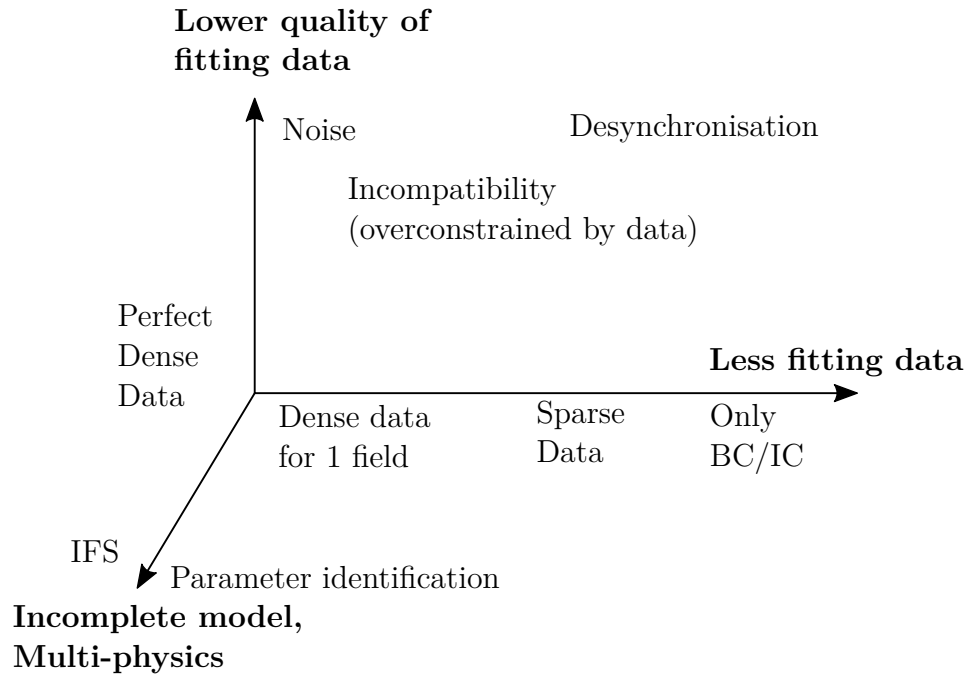 Lower quality of
fitting data
Noise
Desynchronisation
Incompatibility
(overconstrained by data)
Perfect
Dense
Data
Less fitting data
Dense data
for 1 field
Sparse
Data
Only
BC/IC
IFS
Parameter identification
Incomplete model,
Multi-physics